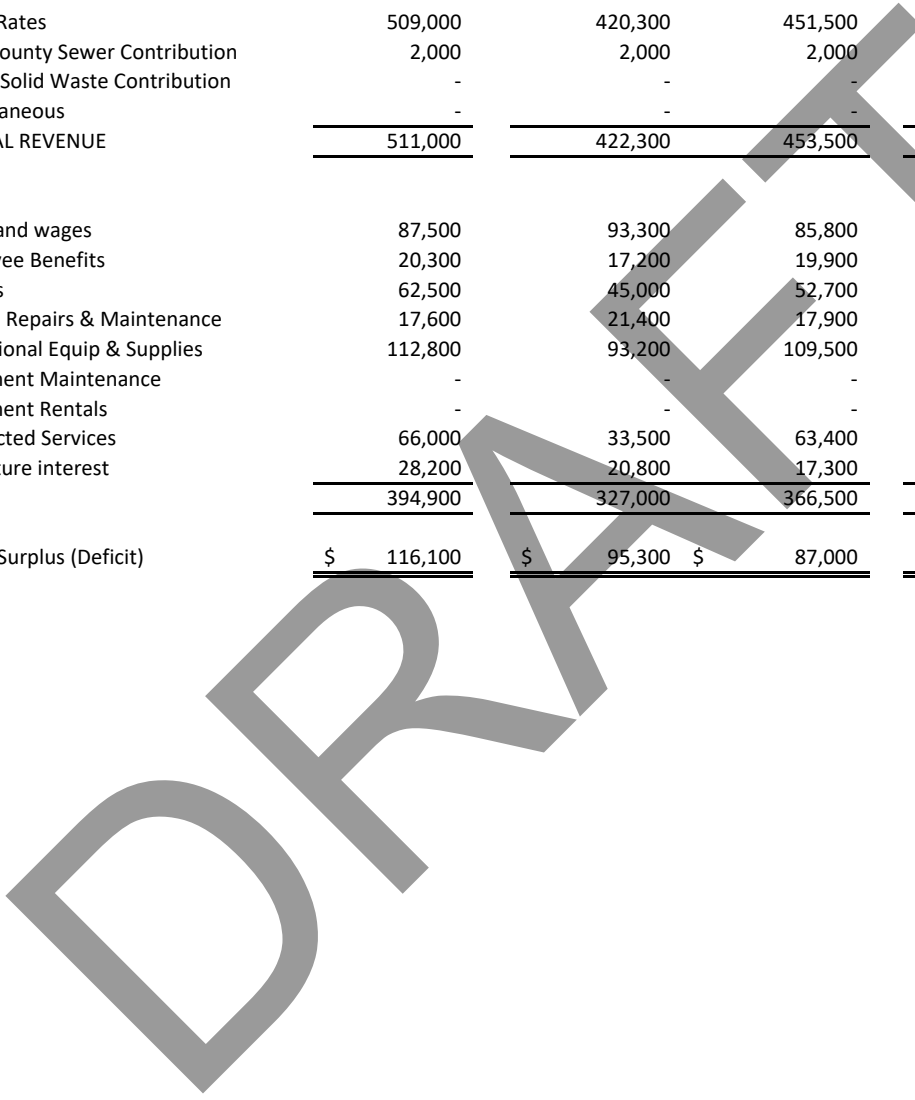 Rates 509,000 420,300 451,500
ounty Sewer Contribution 2,000 2,000 2,000
Solid Waste Contribution - - -
aneous - - -
AL REVENUE 511,000 422,300 453,500
and wages 87,500 93,300 85,800
yee Benefits 20,300 17,200 19,900
s 62,500 45,000 52,700
Repairs & Maintenance 17,600 21,400 17,900
ional Equip & Supplies 112,800 93,200 109,500
nent Maintenance - - -
nent Rentals - - -
cted Services 66,000 33,500 63,400
ture interest 28,200 20,800 17,300
394,900 327,000 366,500
Surplus (Deficit) $ 116,100 $ 95,300 $ 87,000
DRAFT